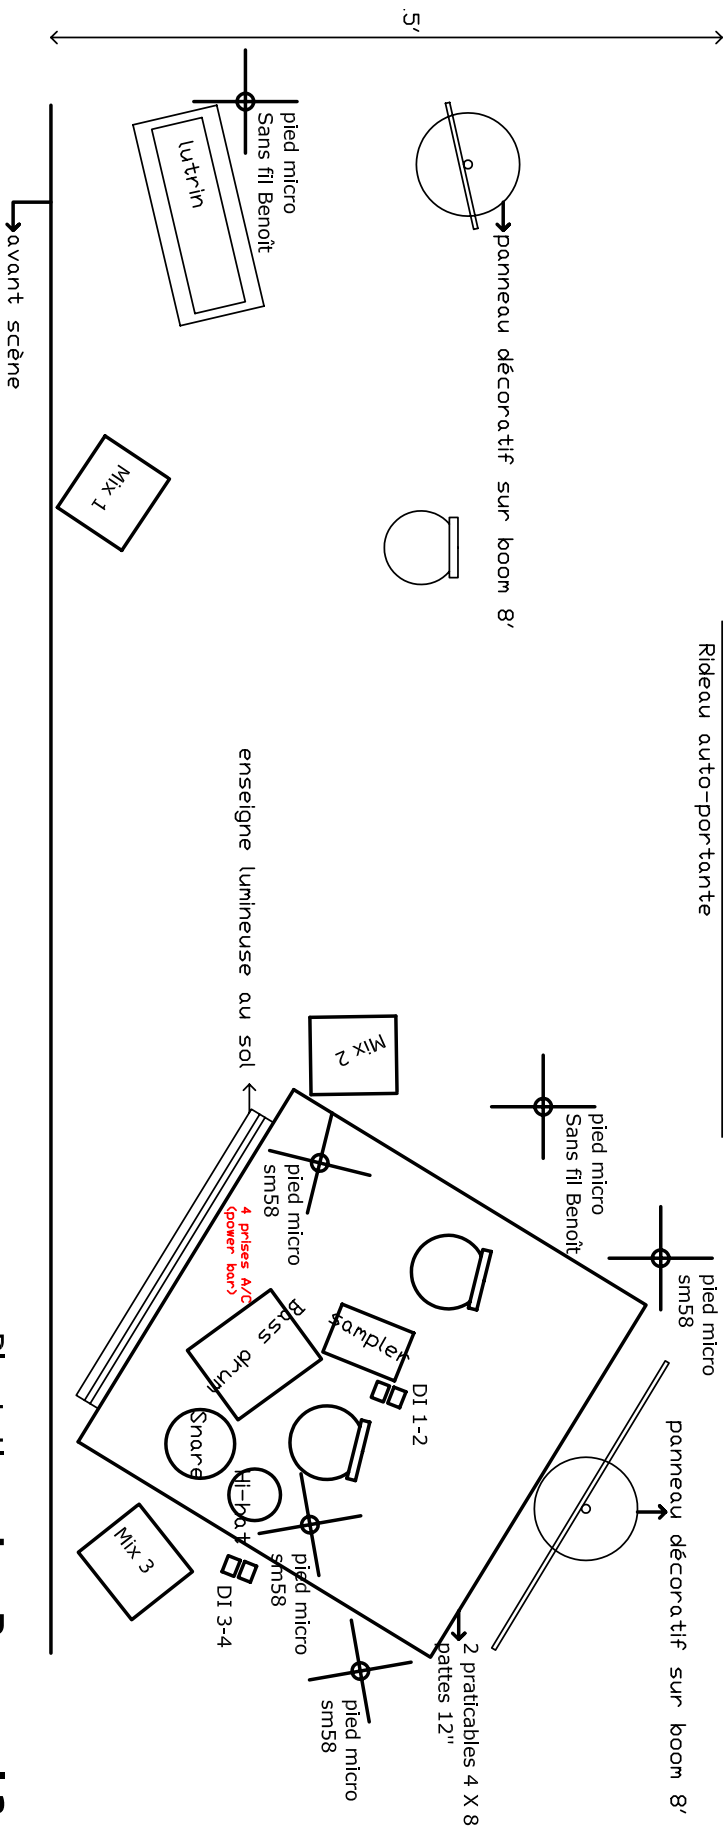 5'
pied micro
Sans fil Benoît
lutrin
panneau décoratif sur boom 8'
avant scène
Mix 1
Rideau auto-portante
enseigne lumineuse au sol
Mix 2
pied micro
Sans fil Benoît
pied micro
sm58
pied micro
sm58
4 prises A/C
(power bar)
Bass
drum
sampler
DI 1-2
Snare
Hi-hat
pied micro
sm58
Mix 3
DI 3-4
pied micro
sm58
2 praticables 4 X 8
pattes 12"
panneau décoratif sur boom 8'